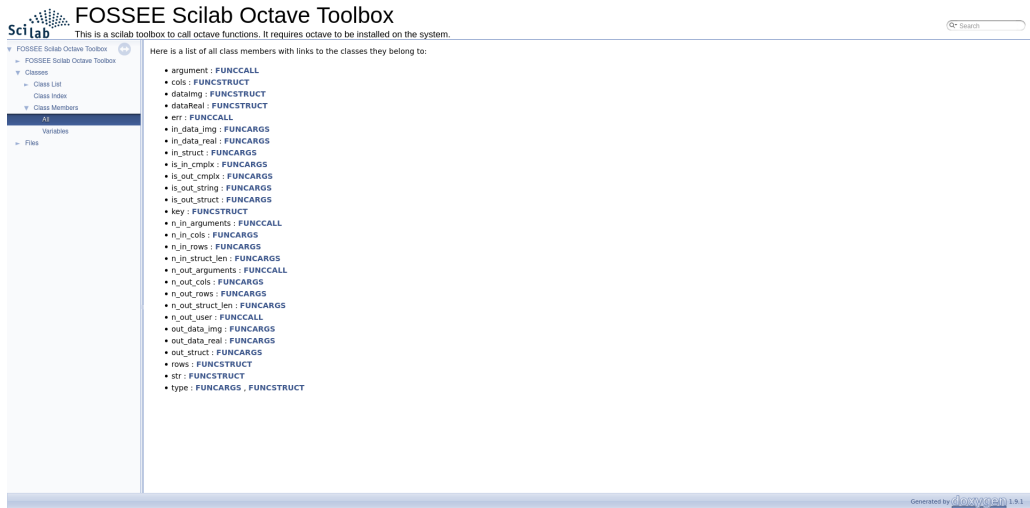 Scilab
FOSSEE Scilab Octave Toolbox
This is a scilab toolbox to call octave functions. It requires octave to be installed on the system.
Search
▼ FOSSEE Scilab Octave Toolbox
► FOSSEE Scilab Octave Toolbox
▼ Classes
► Class List
Class Index
▼ Class Members
All
Variables
► Files
Here is a list of all class members with links to the classes they belong to:
• argument : FUNCCALL
• cols : FUNCSTRUCT
• dataImg : FUNCSTRUCT
• dataReal : FUNCSTRUCT
• err : FUNCCALL
• in_data_img : FUNCARGS
• in_data_real : FUNCARGS
• in_struct : FUNCARGS
• is_in_cmplx : FUNCARGS
• is_out_cmplx : FUNCARGS
• is_out_string : FUNCARGS
• is_out_struct : FUNCARGS
• key : FUNCSTRUCT
• n_in_arguments : FUNCCALL
• n_in_cols : FUNCARGS
• n_in_rows : FUNCARGS
• n_in_struct_len : FUNCARGS
• n_out_arguments : FUNCCALL
• n_out_cols : FUNCARGS
• n_out_rows : FUNCARGS
• n_out_struct_len : FUNCARGS
• n_out_user : FUNCCALL
• out_data_img : FUNCARGS
• out_data_real : FUNCARGS
• out_struct : FUNCARGS
• rows : FUNCSTRUCT
• str : FUNCSTRUCT
• type : FUNCARGS , FUNCSTRUCT
Generated by doxygen 1.9.1